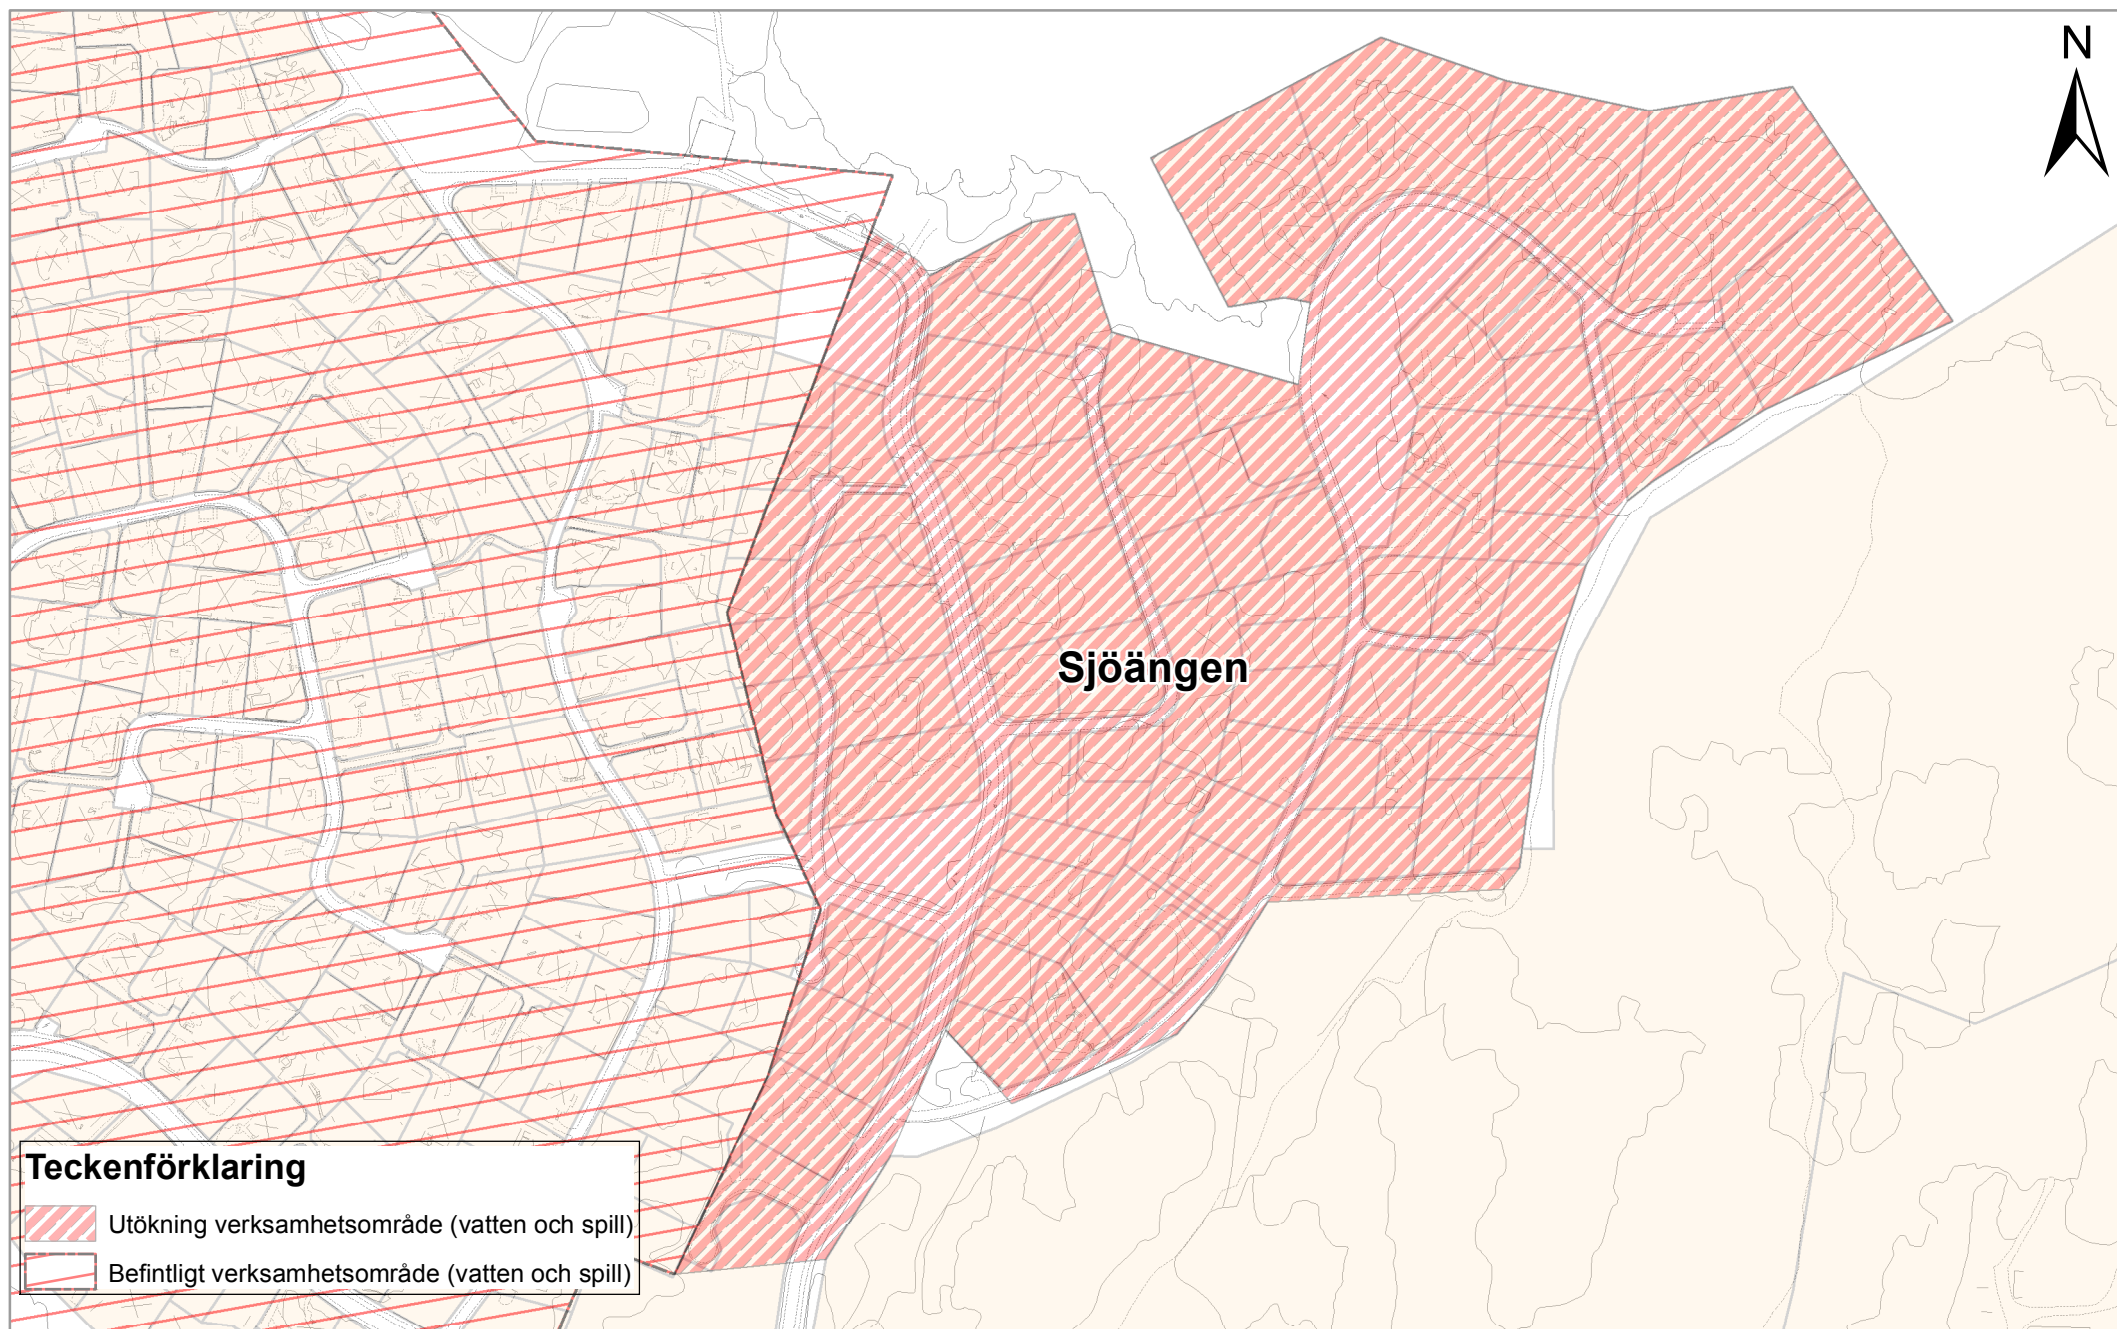 N
Sjöängen
Teckenförklaring
Utökning verksamhetsområde (vatten och spill)
Befintligt verksamhetsområde (vatten och spill)